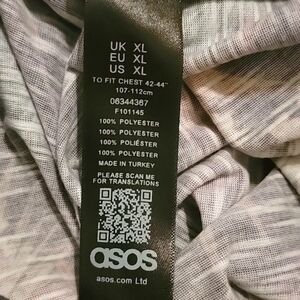 UK XL
EU XL
US XL
TO FIT CHEST 42-44"
107-112cm
06344367
F101145
100% POLYESTER
100% POLYESTER
100% POLIÉSTER
100% POLYESTER
MADE IN TURKEY
PLEASE SCAN ME
FOR TRANSLATIONS
asos
asos.com Ltd